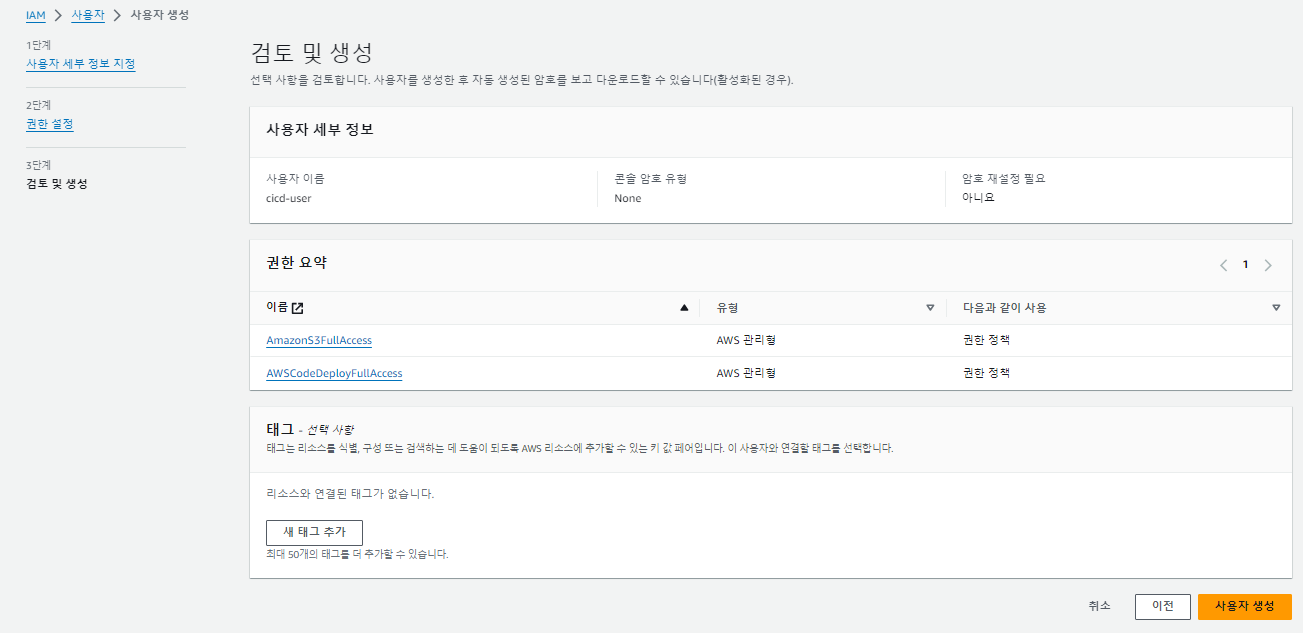 IAM > 사용자 > 사용자 생성
1단계
사용자 세부 정보 지정
2단계
권한 설정
3단계
검토 및 생성
검토 및 생성
선택 사항을 검토합니다. 사용자를 생성한 후 자동 생성된 암호를 보고 다운로드할 수 있습니다(활성화된 경우).
사용자 세부 정보
사용자 이름
cicd-user
콘솔 암호 유형
None
암호 재설정 필요
아니요
권한 요약
1
이름 유형 다음과 같이 사용
AmazonS3FullAccess AWS 관리형 권한 정책
AWSCodeDeployFullAccess AWS 관리형 권한 정책
태그 - 선택 사항
태그는 리소스를 식별, 구성 또는 검색하는 데 도움이 되도록 AWS 리소스에 추가할 수 있는 키 값 페어입니다. 이 사용자와 연결할 태그를 선택합니다.
리소스와 연결된 태그가 없습니다.
새 태그 추가
최대 50개의 태그를 더 추가할 수 있습니다.
취소 이전 사용자 생성